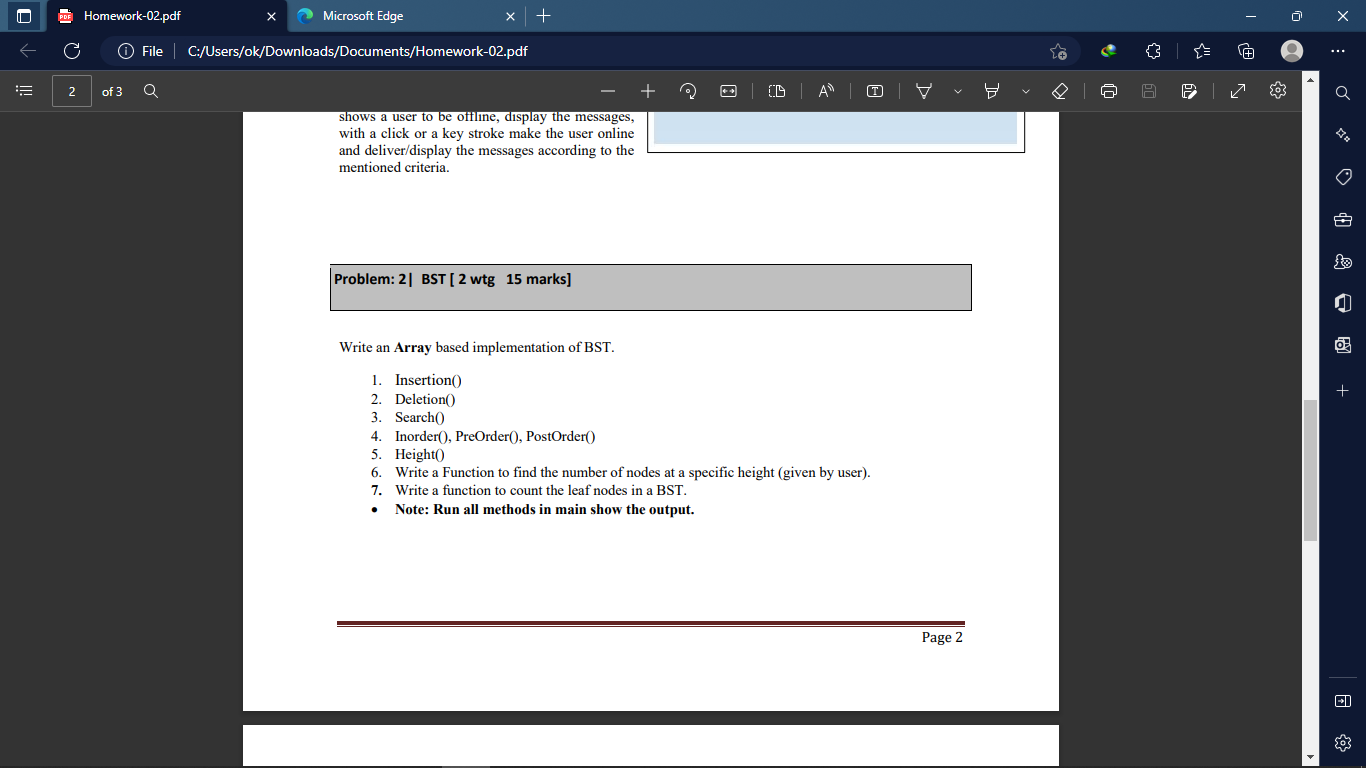 Homework-02.pdf
Microsoft Edge
File
C:/Users/ok/Downloads/Documents/Homework-02.pdf
2 of 3
shows a user to be offline, display the messages,
with a click or a key stroke make the user online
and deliver/display the messages according to the
mentioned criteria.
Problem: 2| BST [ 2 wtg 15 marks]
Write an Array based implementation of BST.
1. Insertion()
2. Deletion()
3. Search()
4. Inorder(), PreOrder(), PostOrder()
5. Height()
6. Write a Function to find the number of nodes at a specific height (given by user).
7. Write a function to count the leaf nodes in a BST.
• Note: Run all methods in main show the output.
Page 2